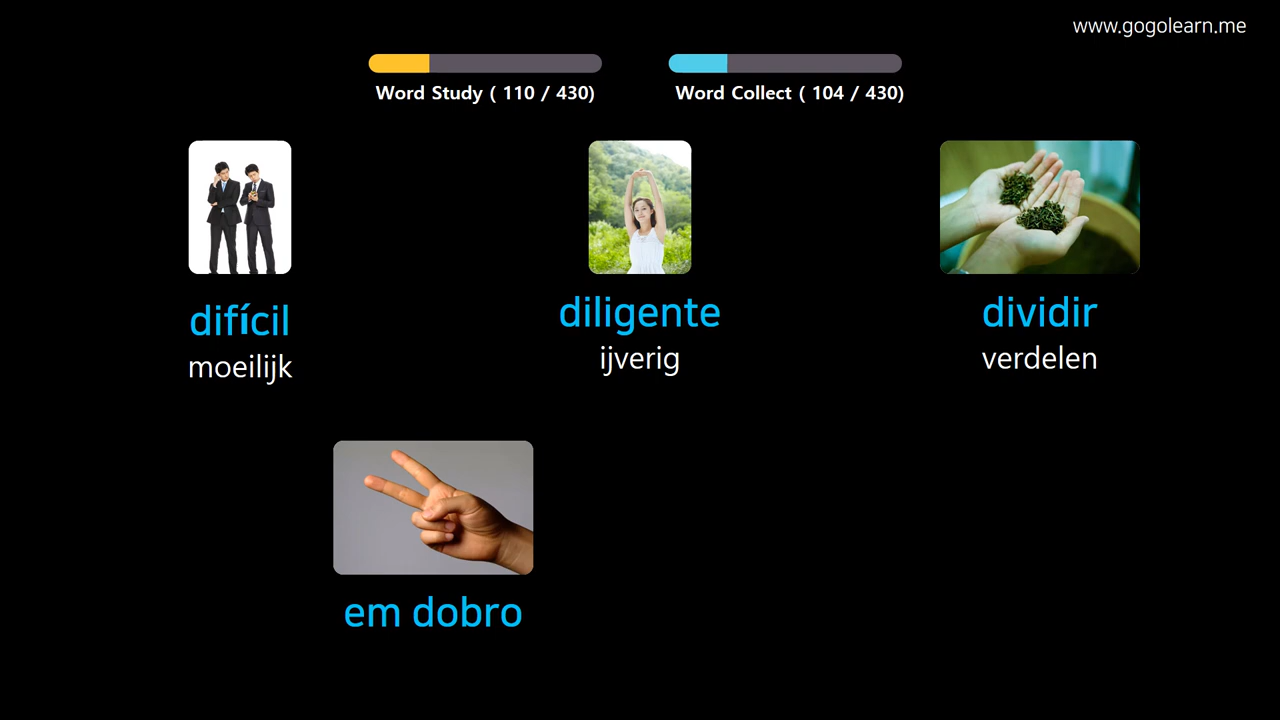 www.gogolearn.me
Word Study ( 110 / 430)
Word Collect ( 104 / 430)
difícil
moeilijk
diligente
ijverig
dividir
verdelen
em dobro